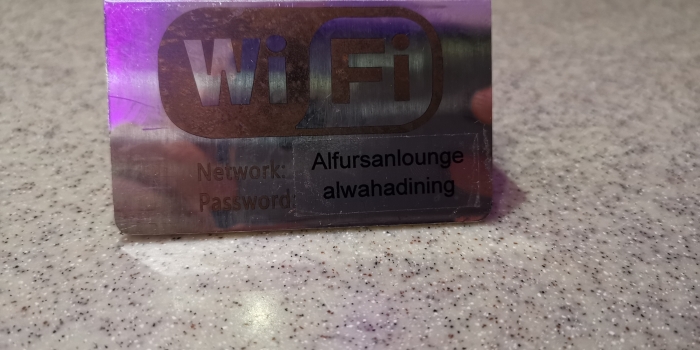 WiFi
Network: Alfursanlounge
Password: alwahadining